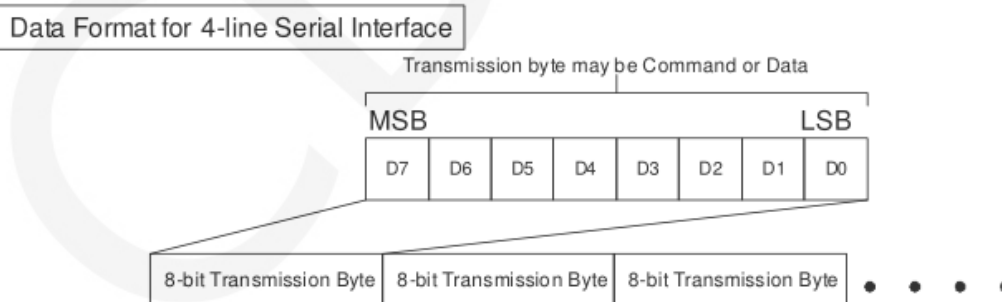 Data Format for 4-line Serial Interface
Transmission byte may be Command or Data
MSB LSB
D7 D6 D5 D4 D3 D2 D1 D0
8-bit Transmission Byte 8-bit Transmission Byte 8-bit Transmission Byte